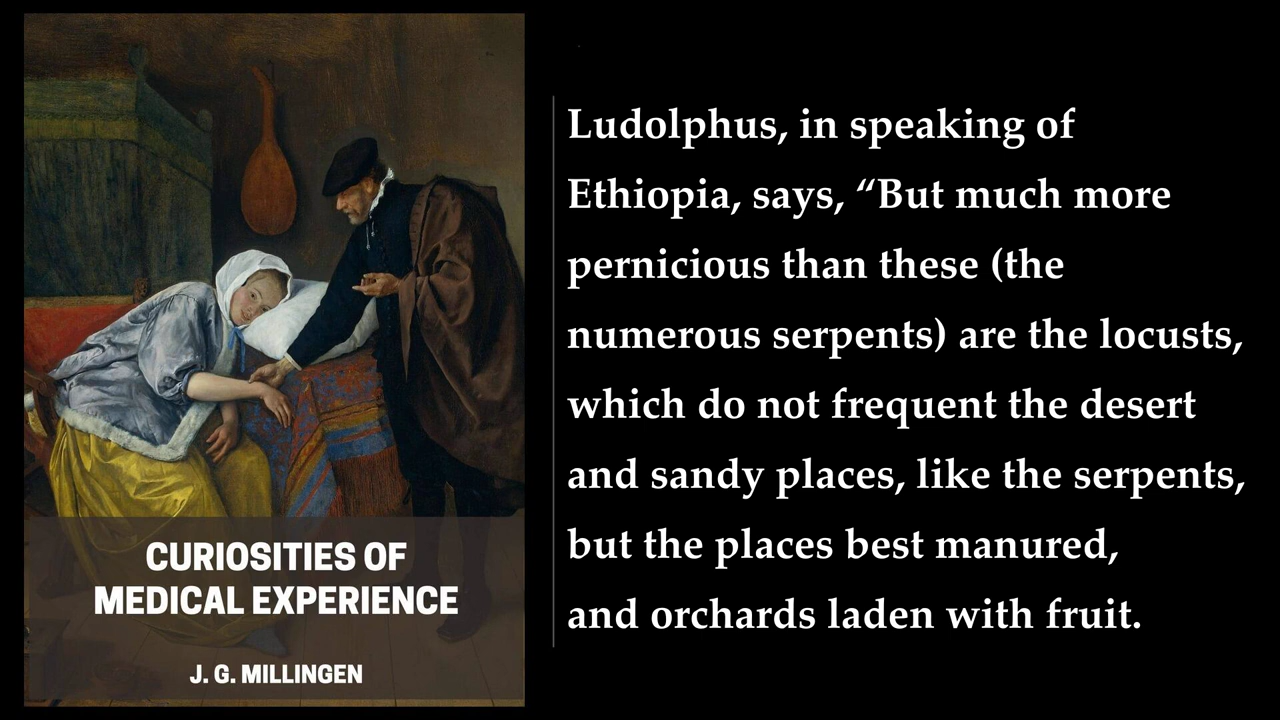 CURIOSITIES OF
MEDICAL EXPERIENCE
J. G. MILLINGEN
Ludolphus, in speaking of
Ethiopia, says, “But much more
pernicious than these (the
numerous serpents) are the locusts,
which do not frequent the desert
and sandy places, like the serpents,
but the places best manured,
and orchards laden with fruit.